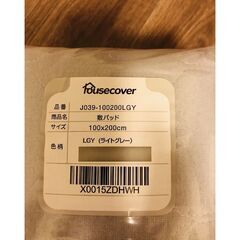 housecover
品番 J039-100200LGY
商品名 敷パッド
サイズ 100x200cm
色柄 LGY (ライトグレー)
X0015ZDHWH